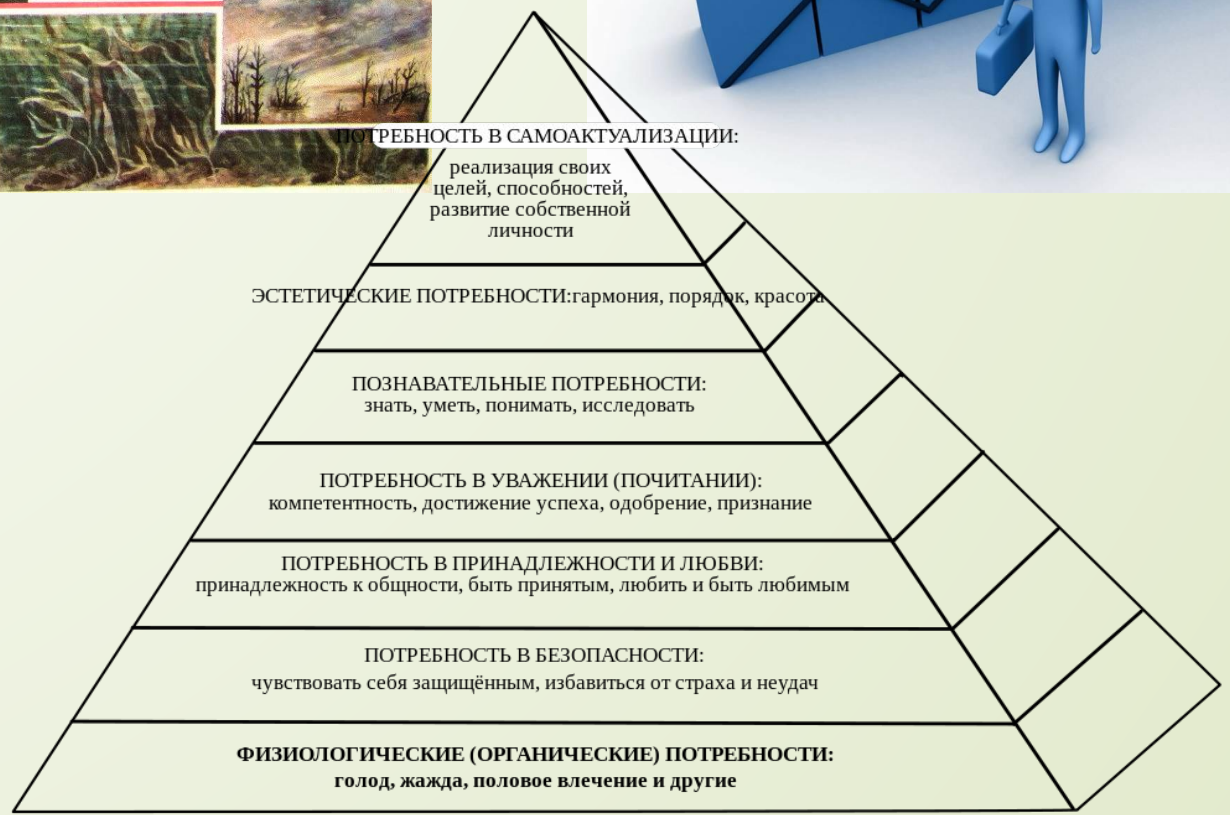 ПОТРЕБНОСТЬ В САМОАКТУАЛИЗАЦИИ:
реализация своих
целей, способностей,
развитие собственной
личности
ЭСТЕТИЧЕСКИЕ ПОТРЕБНОСТИ:гармония, порядок, красота
ПОЗНАВАТЕЛЬНЫЕ ПОТРЕБНОСТИ:
знать, уметь, понимать, исследовать
ПОТРЕБНОСТЬ В УВАЖЕНИИ (ПОЧИТАНИИ):
компетентность, достижение успеха, одобрение, признание
ПОТРЕБНОСТЬ В ПРИНАДЛЕЖНОСТИ И ЛЮБВИ:
принадлежность к общности, быть принятым, любить и быть любимым
ПОТРЕБНОСТЬ В БЕЗОПАСНОСТИ:
чувствовать себя защищённым, избавиться от страха и неудач
ФИЗИОЛОГИЧЕСКИЕ (ОРГАНИЧЕСКИЕ) ПОТРЕБНОСТИ:
голод, жажда, половое влечение и другие